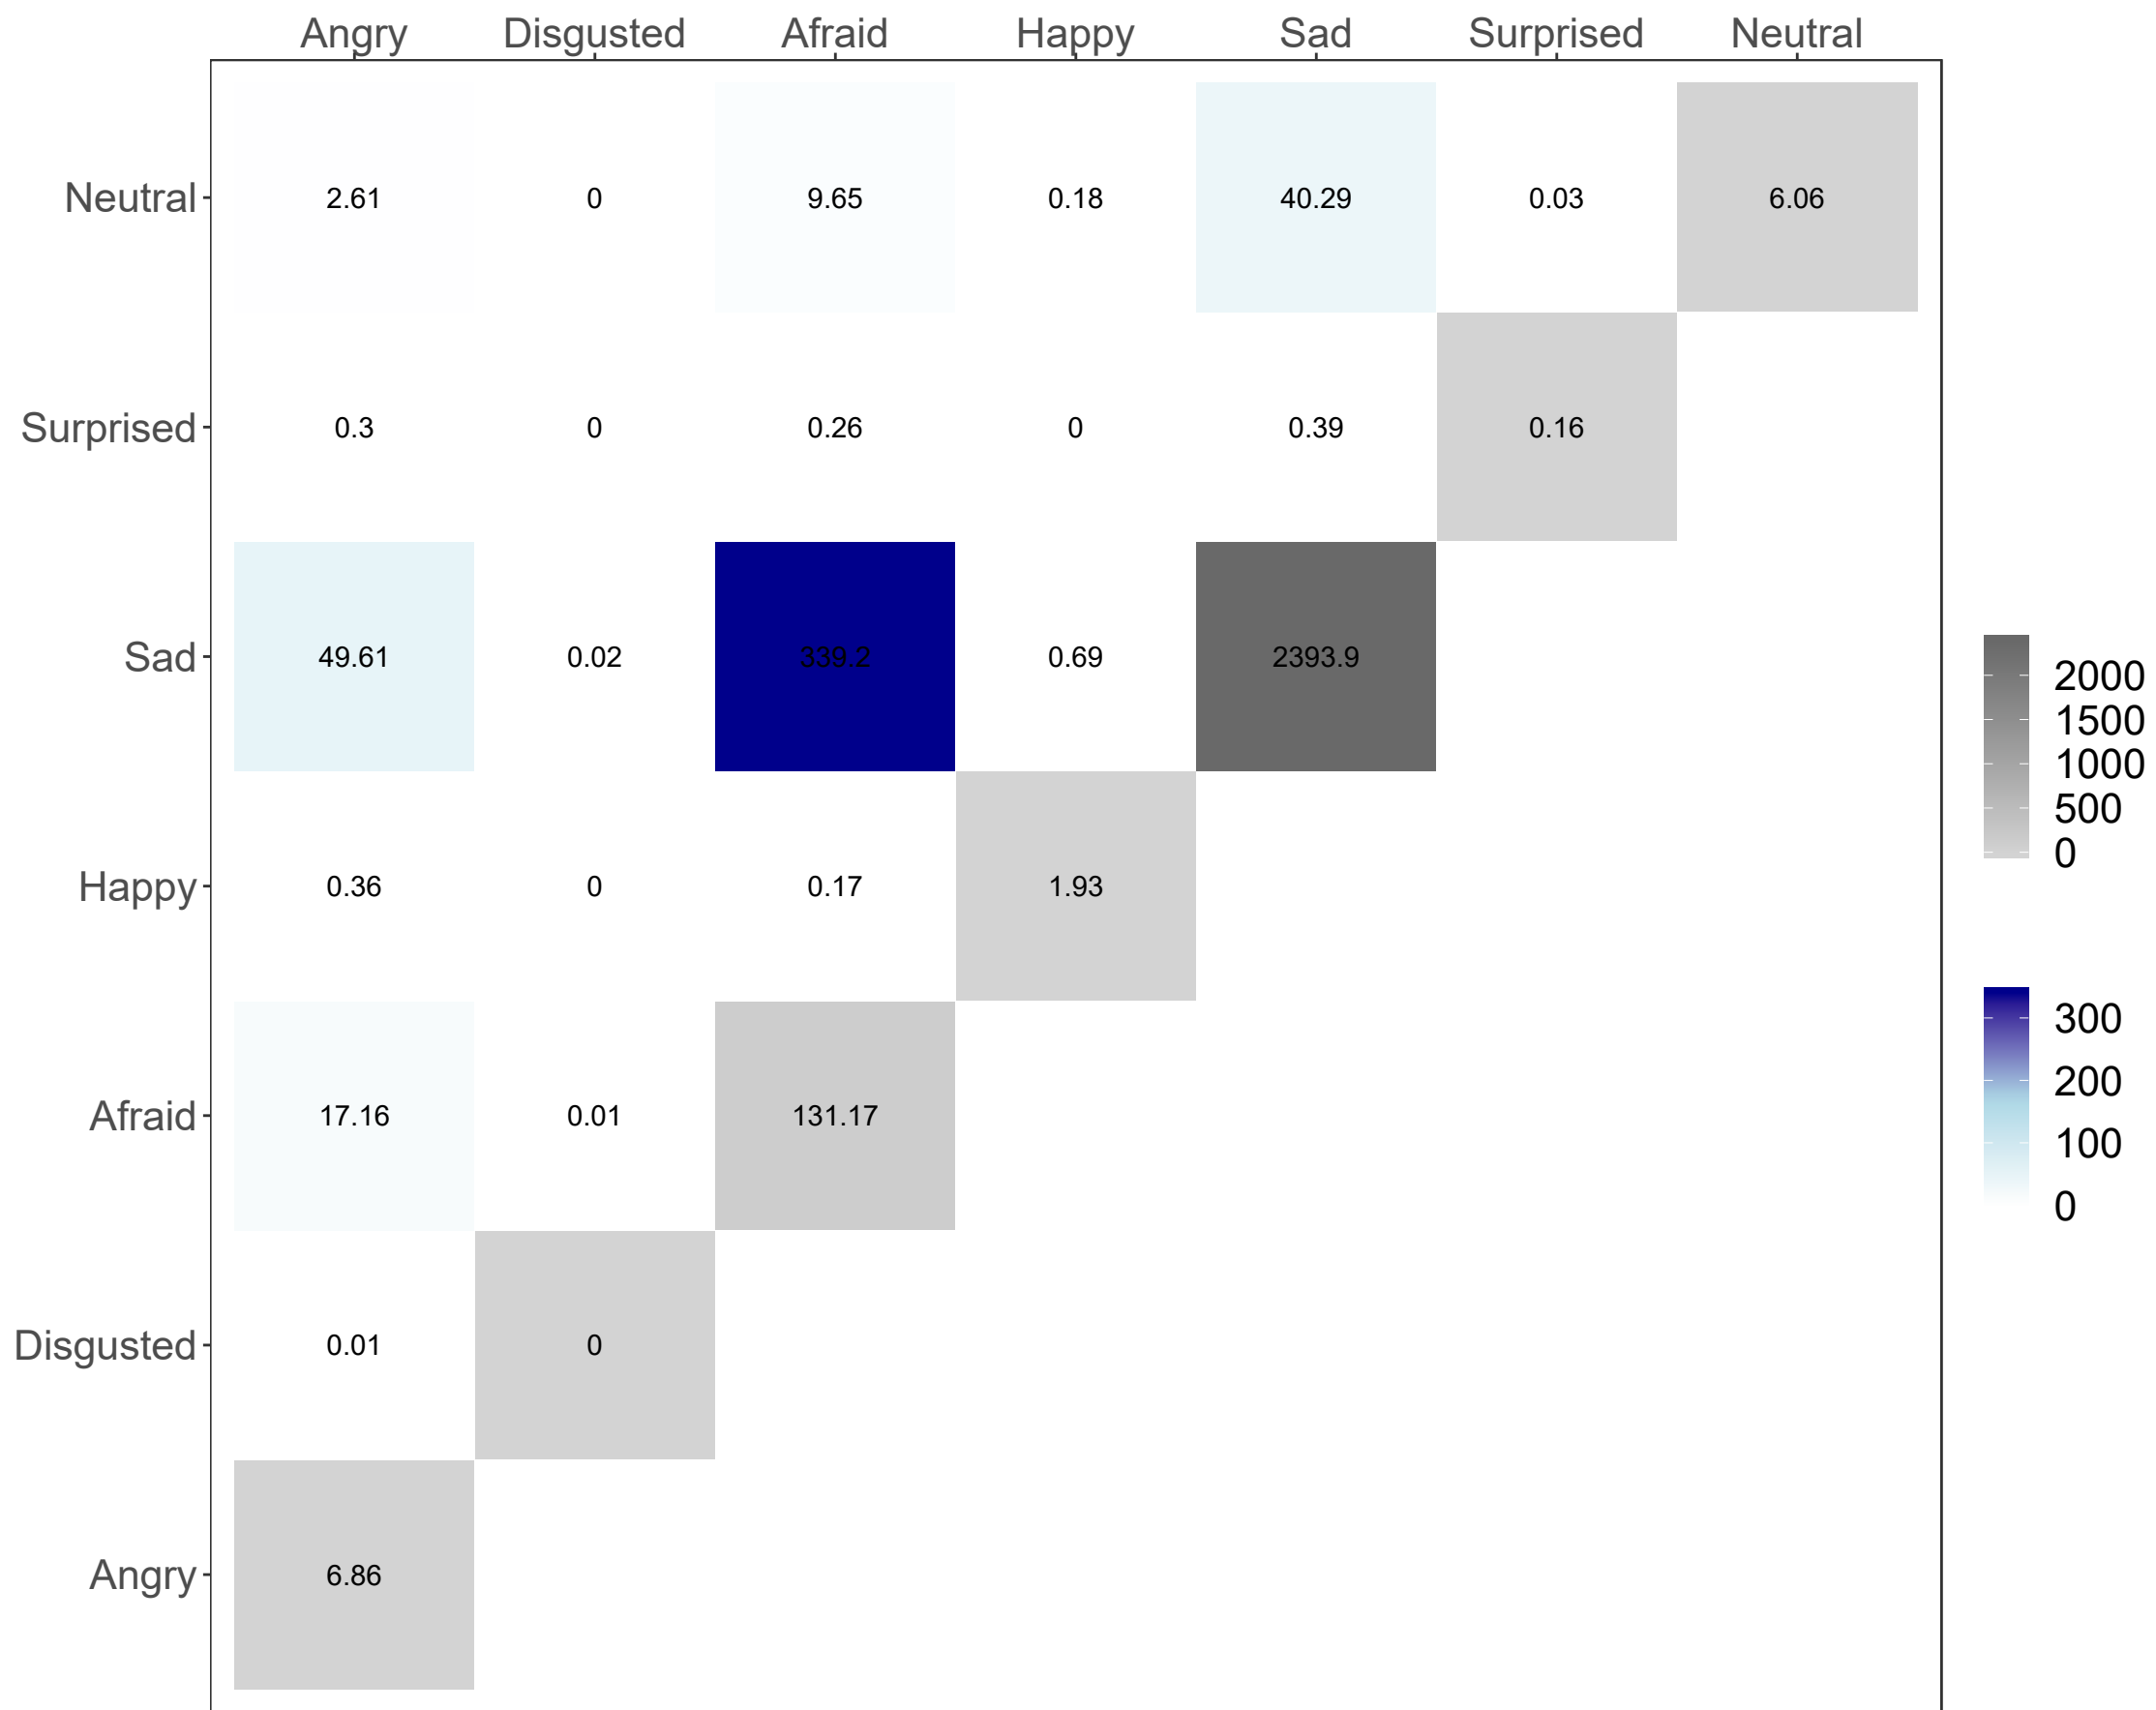 Angry Disgusted Afraid Happy Sad Surprised Neutral
Neutral 2.61 0 9.65 0.18 40.29 0.03 6.06
Surprised 0.3 0 0.26 0 0.39 0.16
Sad 49.61 0.02 339.2 0.69 2393.9
Happy 0.36 0 0.17 1.93
Afraid 17.16 0.01 131.17
Disgusted 0.01 0
Angry 6.86
2000
1500
1000
500
0
300
200
100
0